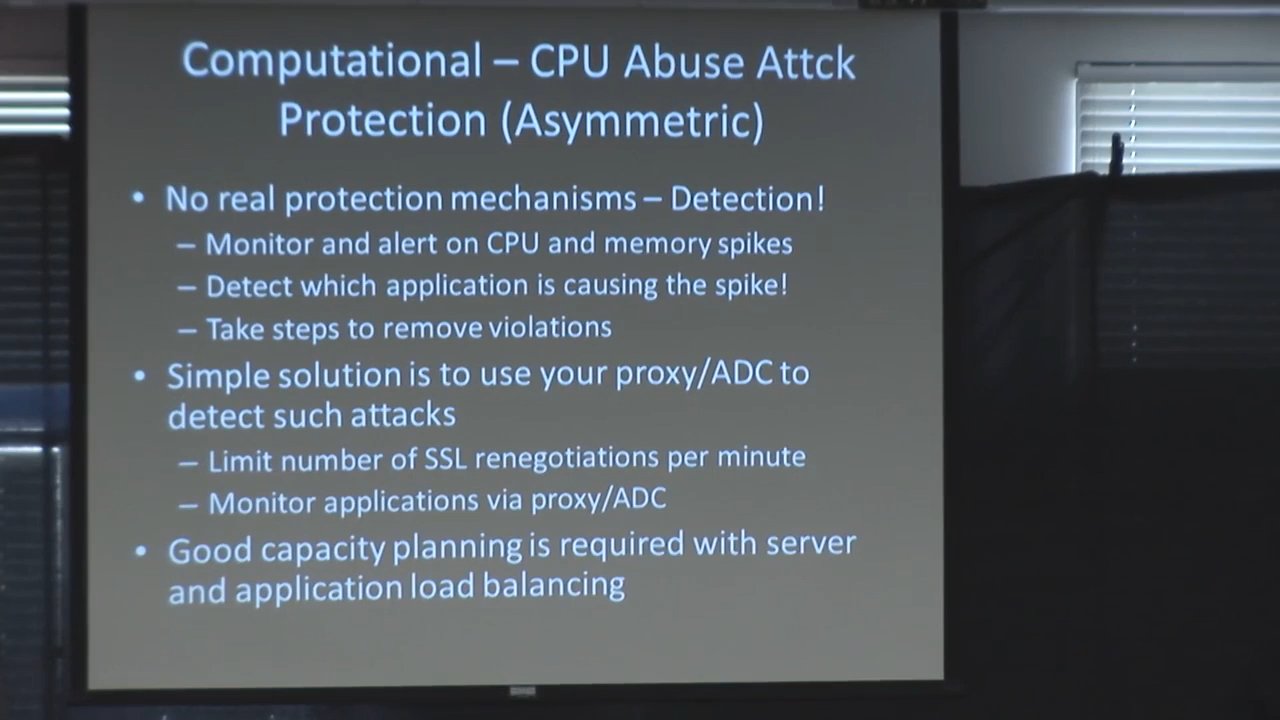 Computational – CPU Abuse Attck
Protection (Asymmetric)
• No real protection mechanisms – Detection!
– Monitor and alert on CPU and memory spikes
– Detect which application is causing the spike!
– Take steps to remove violations
• Simple solution is to use your proxy/ADC to
detect such attacks
– Limit number of SSL renegotiations per minute
– Monitor applications via proxy/ADC
• Good capacity planning is required with server
and application load balancing